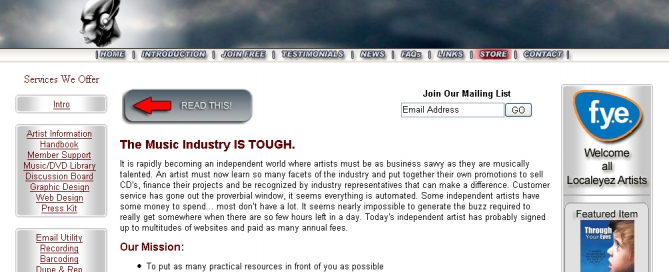 | HOME | INTRODUCTION | JOIN FREE | TESTIMONIALS | NEWS | FAQs | LINKS | STORE | CONTACT |
Services We Offer
Intro
Artist Information
Handbook
Member Support
Music/DVD Library
Discussion Board
Graphic Design
Web Design
Press Kit
Email Utility
Recording
Barcoding
Dupe & Rep
READ THIS!
Join Our Mailing List
Email Address GO
The Music Industry IS TOUGH.
It is rapidly becoming an independent world where artists must be as business savvy as they are musically
talented. An artist must now learn so many facets of the industry and put together their own promotions to sell
CD's, finance their projects and be recognized by industry representatives that can make a difference. Customer
service has gone out the proverbial window, it seems everything is automated. Some independent artists have
some money to spend... most don't have a lot. It seems nearly impossible to generate the buzz required to
really get somewhere when there are so few hours left in a day. Today's independent artist has probably signed
up to multitudes of websites and paid as many annual fees.
Our Mission:
• To put as many practical resources in front of you as possible
fye.
Welcome
all
Localeyez Artists
Featured Item
Through
Your Eyes